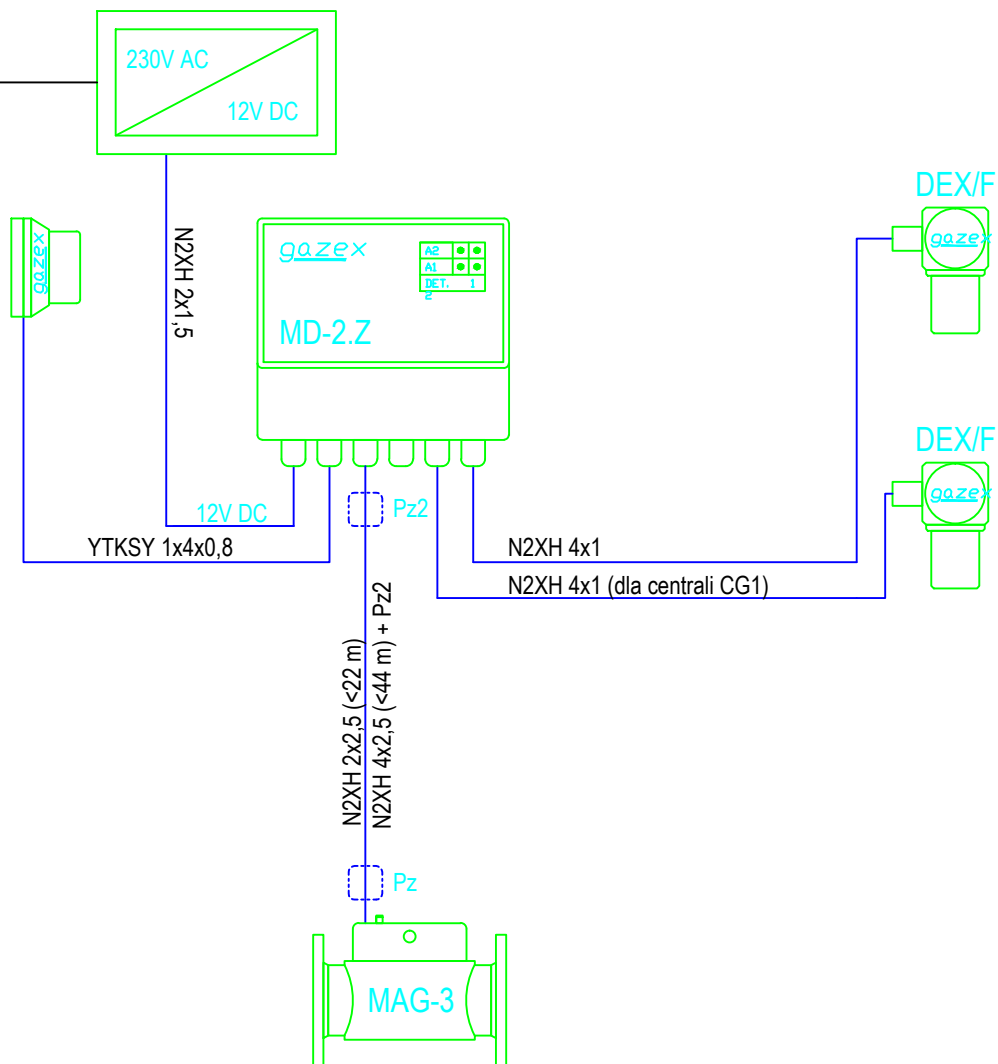 230V AC
12V DC
DEX/F
gazex
N2XH 2x1,5
gazex
A2
A1
DET. 1
2
gazex
MD-2.Z
DEX/F
gazex
12V DC
Pz2
YTKSY 1x4x0,8
N2XH 4x1
N2XH 4x1 (dla centrali CG1)
N2XH 2x2,5 (<22 m)
N2XH 4x2,5 (<44 m) + Pz2
Pz
MAG-3